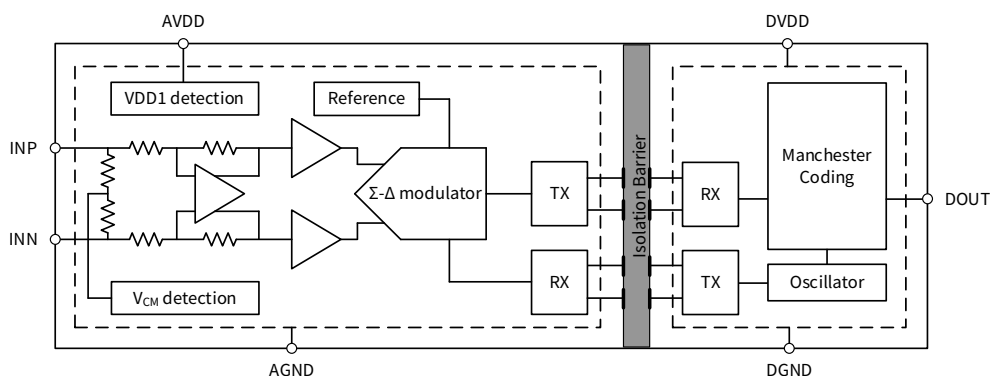 AVDD
DVDD
VDD1 detection
Reference
INP
INN
Σ-Δ modulator
TX
RX
Isolation Barrier
RX
TX
Manchester
Coding
DOUT
Oscillator
VCM detection
AGND
DGND